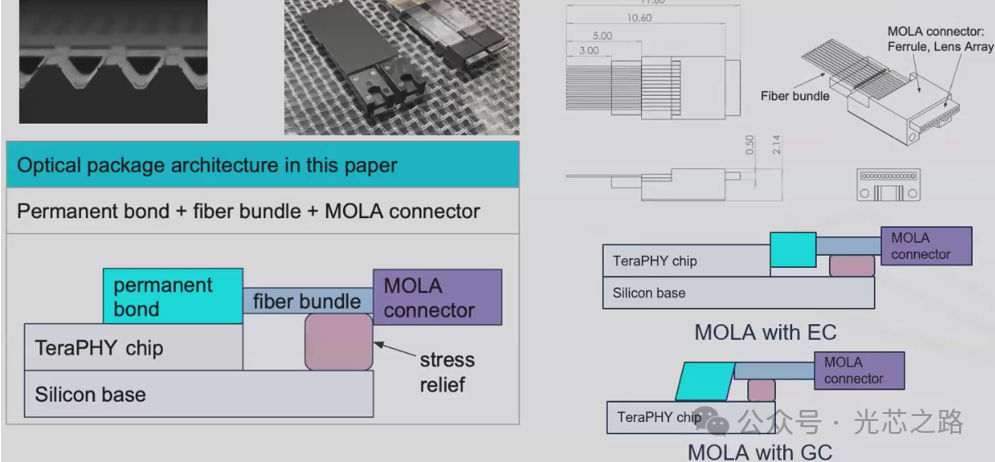 11.60
10.60
5.00
3.00
MOLA connector:
Ferrule, Lens Array
Fiber bundle
0.50
2.14
Optical package architecture in this paper
Permanent bond + fiber bundle + MOLA connector
permanent
bond
fiber bundle
MOLA
connector
TeraPHY chip
stress
relief
Silicon base
MOLA
connector
TeraPHY chip
Silicon base
MOLA with EC
MOLA
connector
TeraPHY chip
公众号 · 光芯之路
MOLA with GC